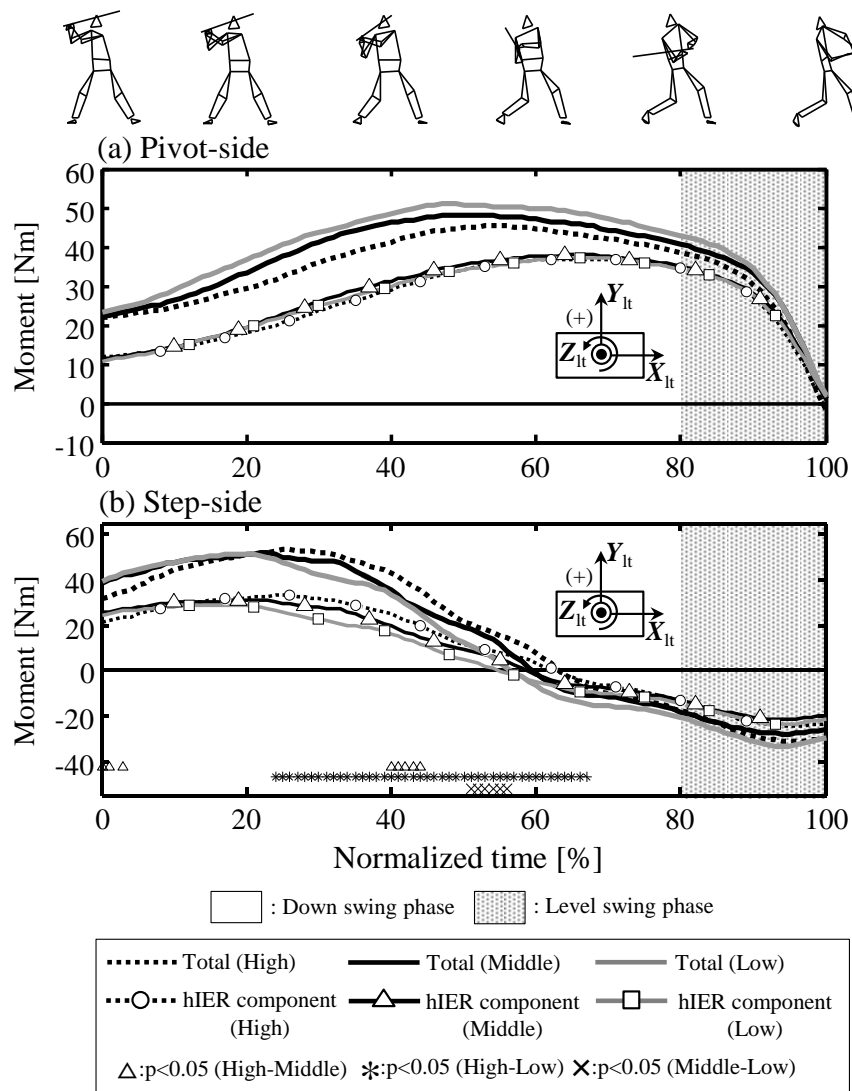 (a) Pivot-side
60
50
40
30
20
10
0
-10
Moment [Nm]
(+)
Y lt
Z lt
X lt
0 20 40 60 80 100
(b) Step-side
60
40
20
0
-20
-40
Moment [Nm]
(+)
Y lt
Z lt
X lt
0 20 40 60 80 100
Normalized time [%]
: Down swing phase : Level swing phase
Total (High) Total (Middle) Total (Low)
hIER component (High) hIER component (Middle) hIER component (Low)
△:p<0.05 (High-Middle) *:p<0.05 (High-Low) ×:p<0.05 (Middle-Low)